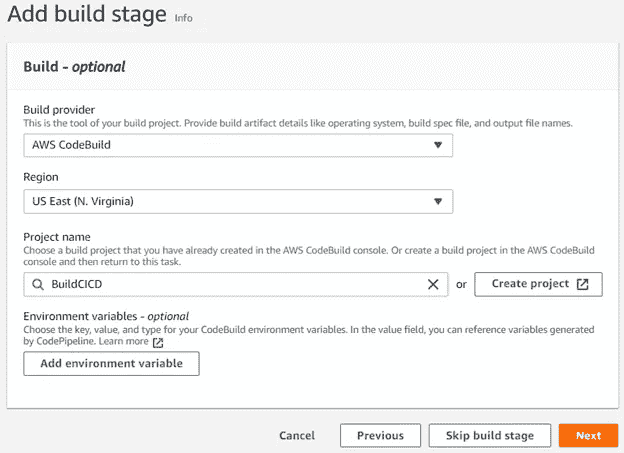 Add build stage Info
Build - optional
Build provider
This is the tool of your build project. Provide build artifact details like operating system, build spec file, and output file names.
AWS CodeBuild
Region
US East (N. Virginia)
Project name
Choose a build project that you have already created in the AWS CodeBuild console. Or create a build project in the AWS CodeBuild
console and then return to this task.
BuildCICD
or
Create project
Environment variables - optional
Choose the key, value, and type for your CodeBuild environment variables. In the value field, you can reference variables generated
by CodePipeline. Learn more
Add environment variable
Cancel
Previous
Skip build stage
Next